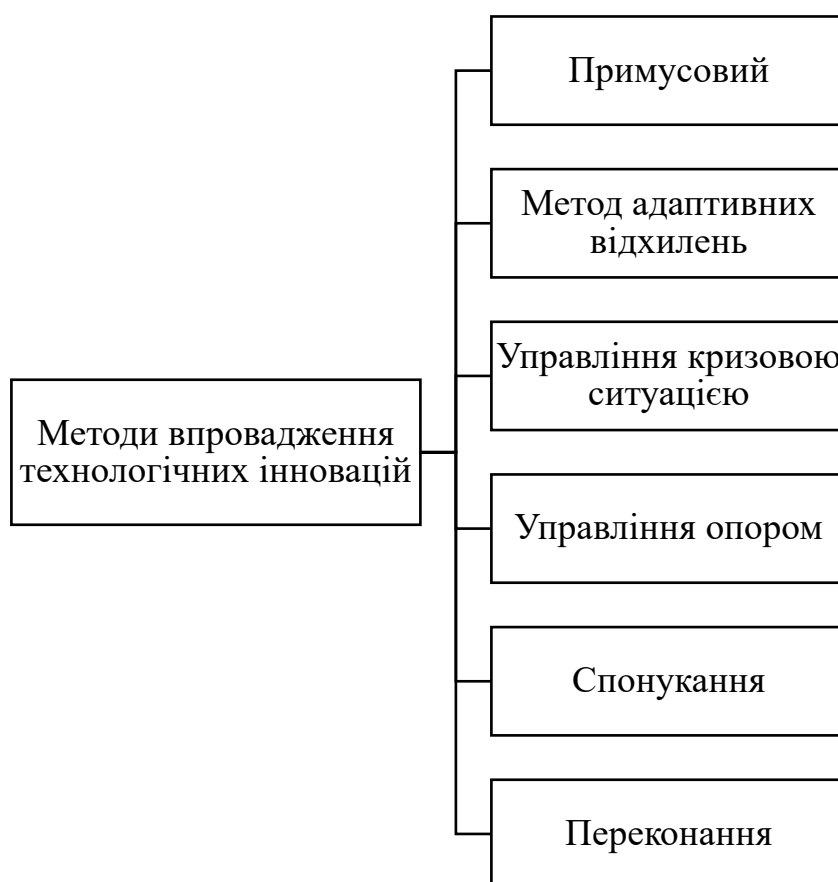 Примусовий
Метод адаптивних
відхилень
Управління кризовою
ситуацією
Методи впровадження
технологічних інновацій
Управління опором
Спонукання
Переконання